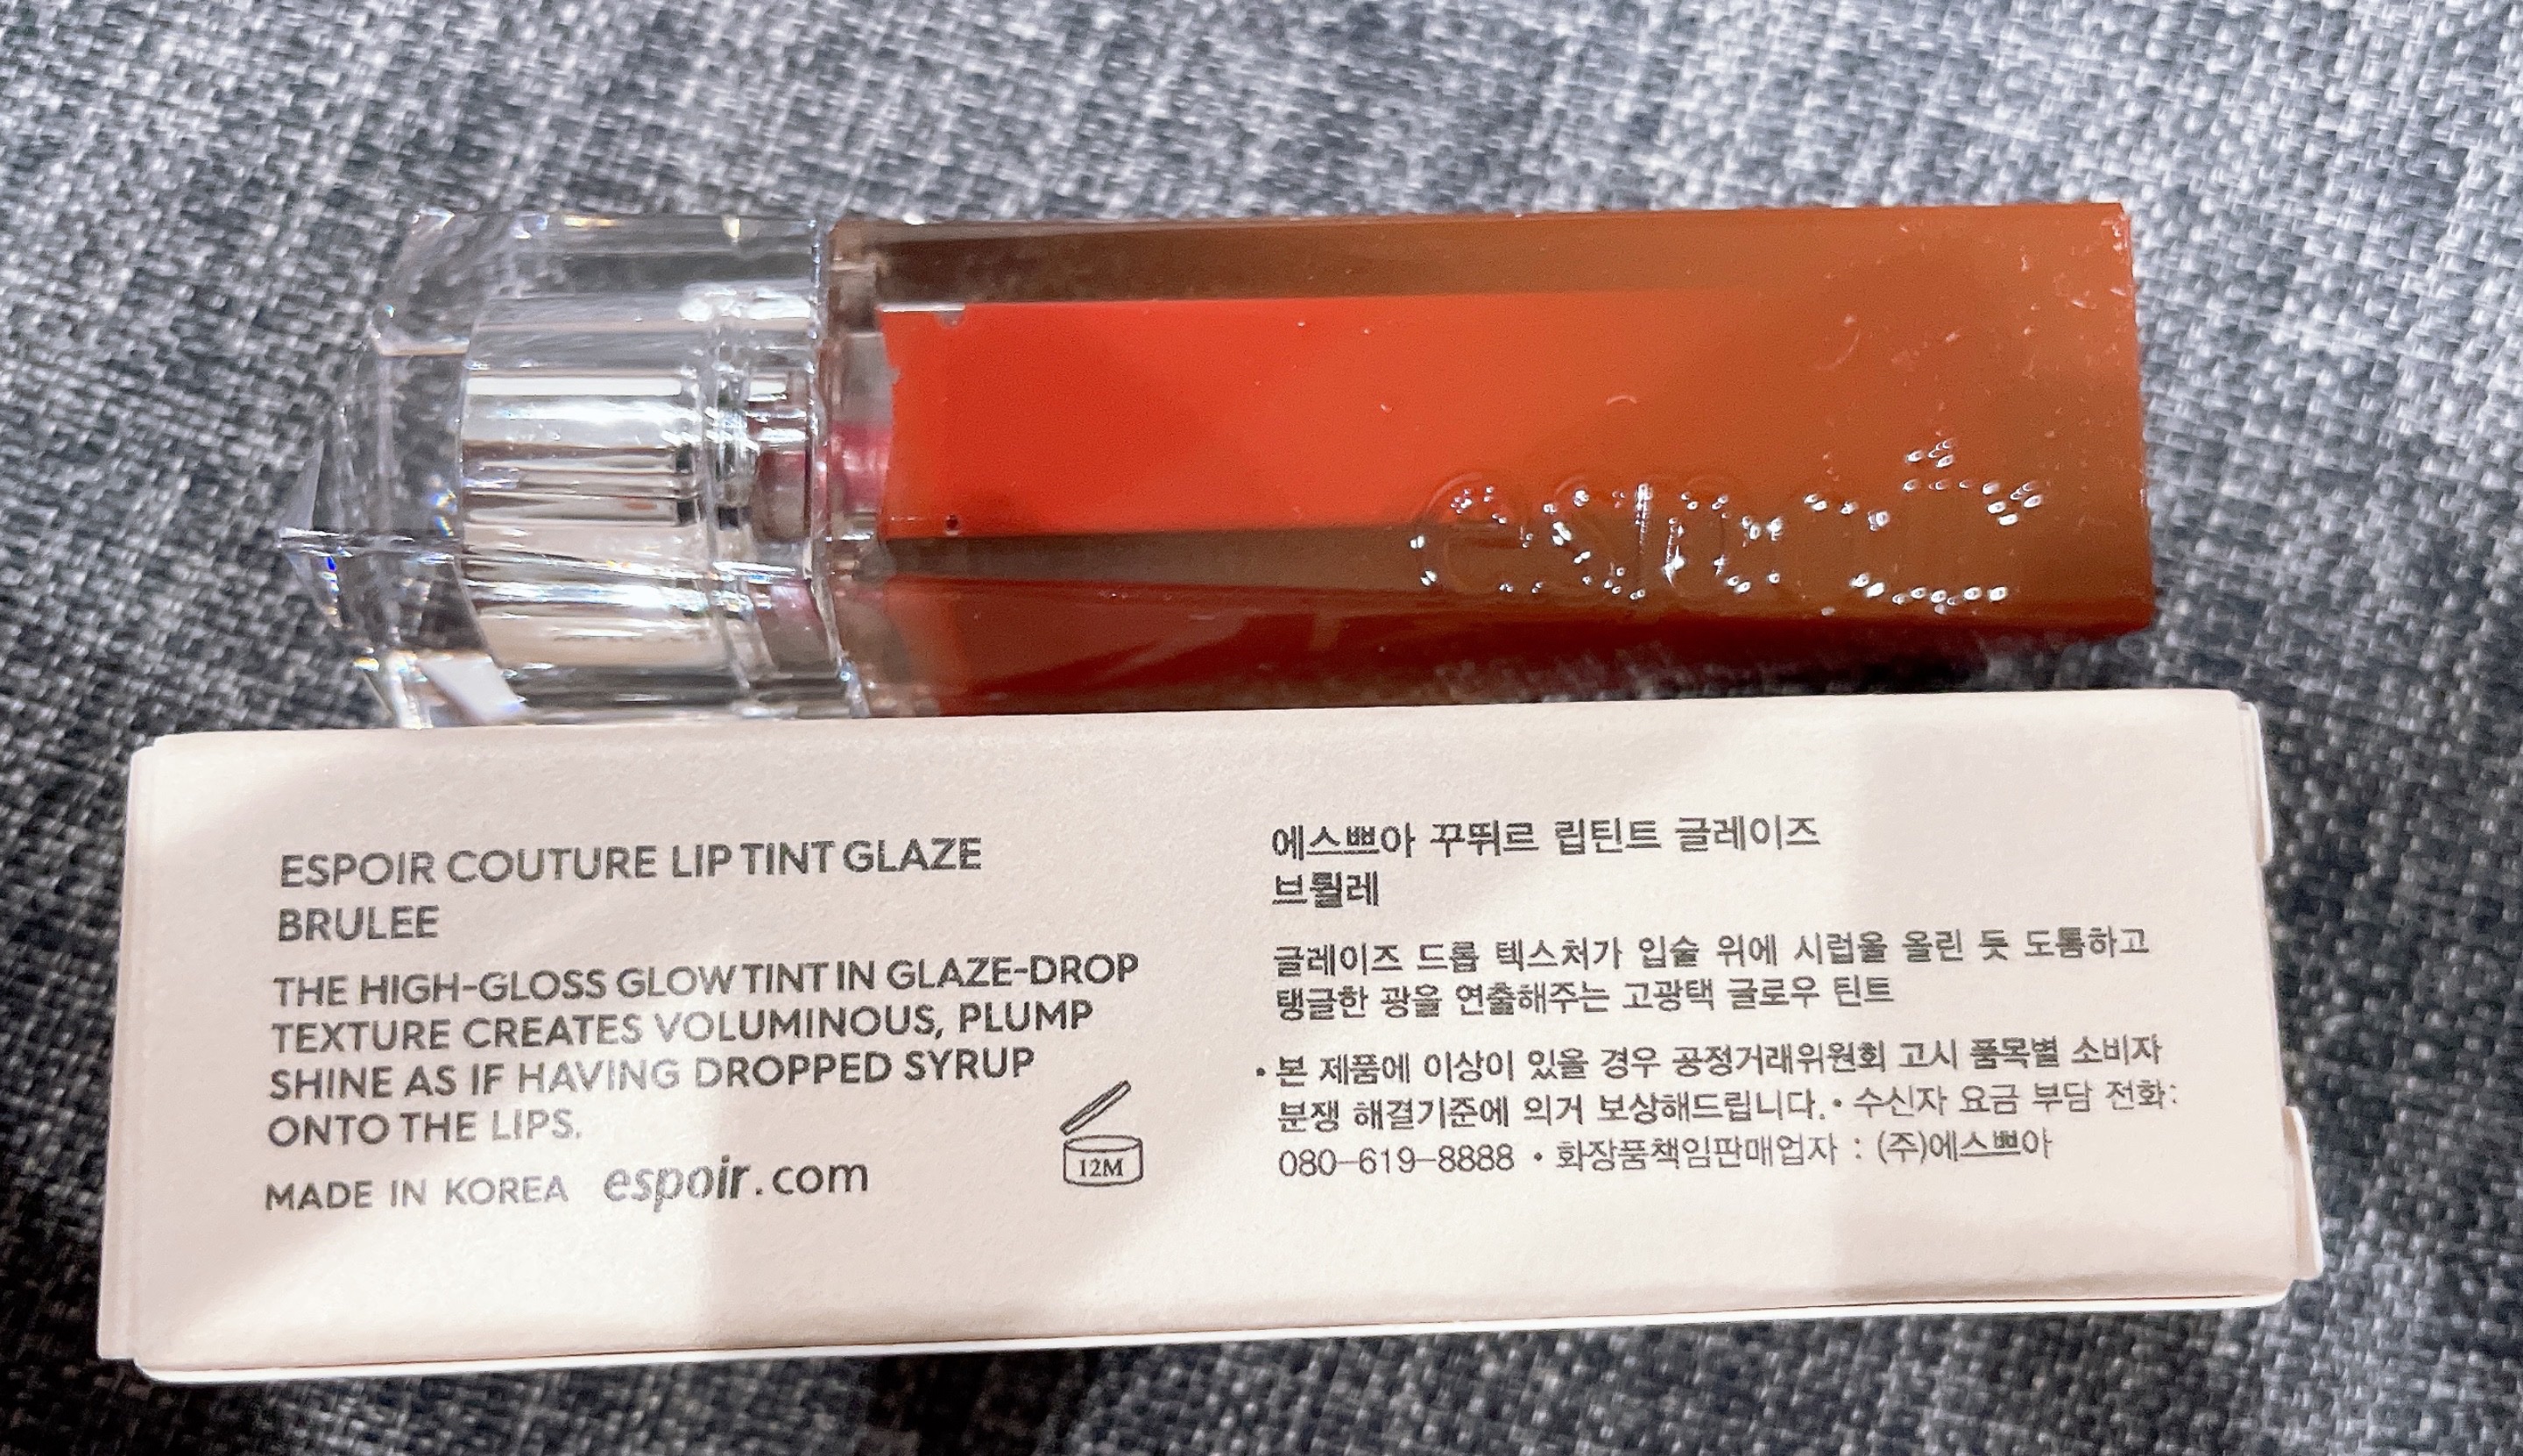 espoir
ESPOIR COUTURE LIP TINT GLAZE
BRULEE
THE HIGH-GLOSS GLOW TINT IN GLAZE-DROP
TEXTURE CREATES VOLUMINOUS, PLUMP
SHINE AS IF HAVING DROPPED SYRUP
ONTO THE LIPS.
MADE IN KOREA espoir.com
12M
에스쁘아 꾸뛰르 립틴트 글레이즈
브륄레
글레이즈 드롭 텍스처가 입술 위에 시럽을 올린 듯 도톰하고
탱글한 광을 연출해주는 고광택 글로우 틴트
• 본 제품에 이상이 있을 경우 공정거래위원회 고시 품목별 소비자
분쟁 해결기준에 의거 보상해드립니다. • 수신자 요금 부담 전화:
080-619-8888 • 화장품책임판매업자 : (주)에스쁘아